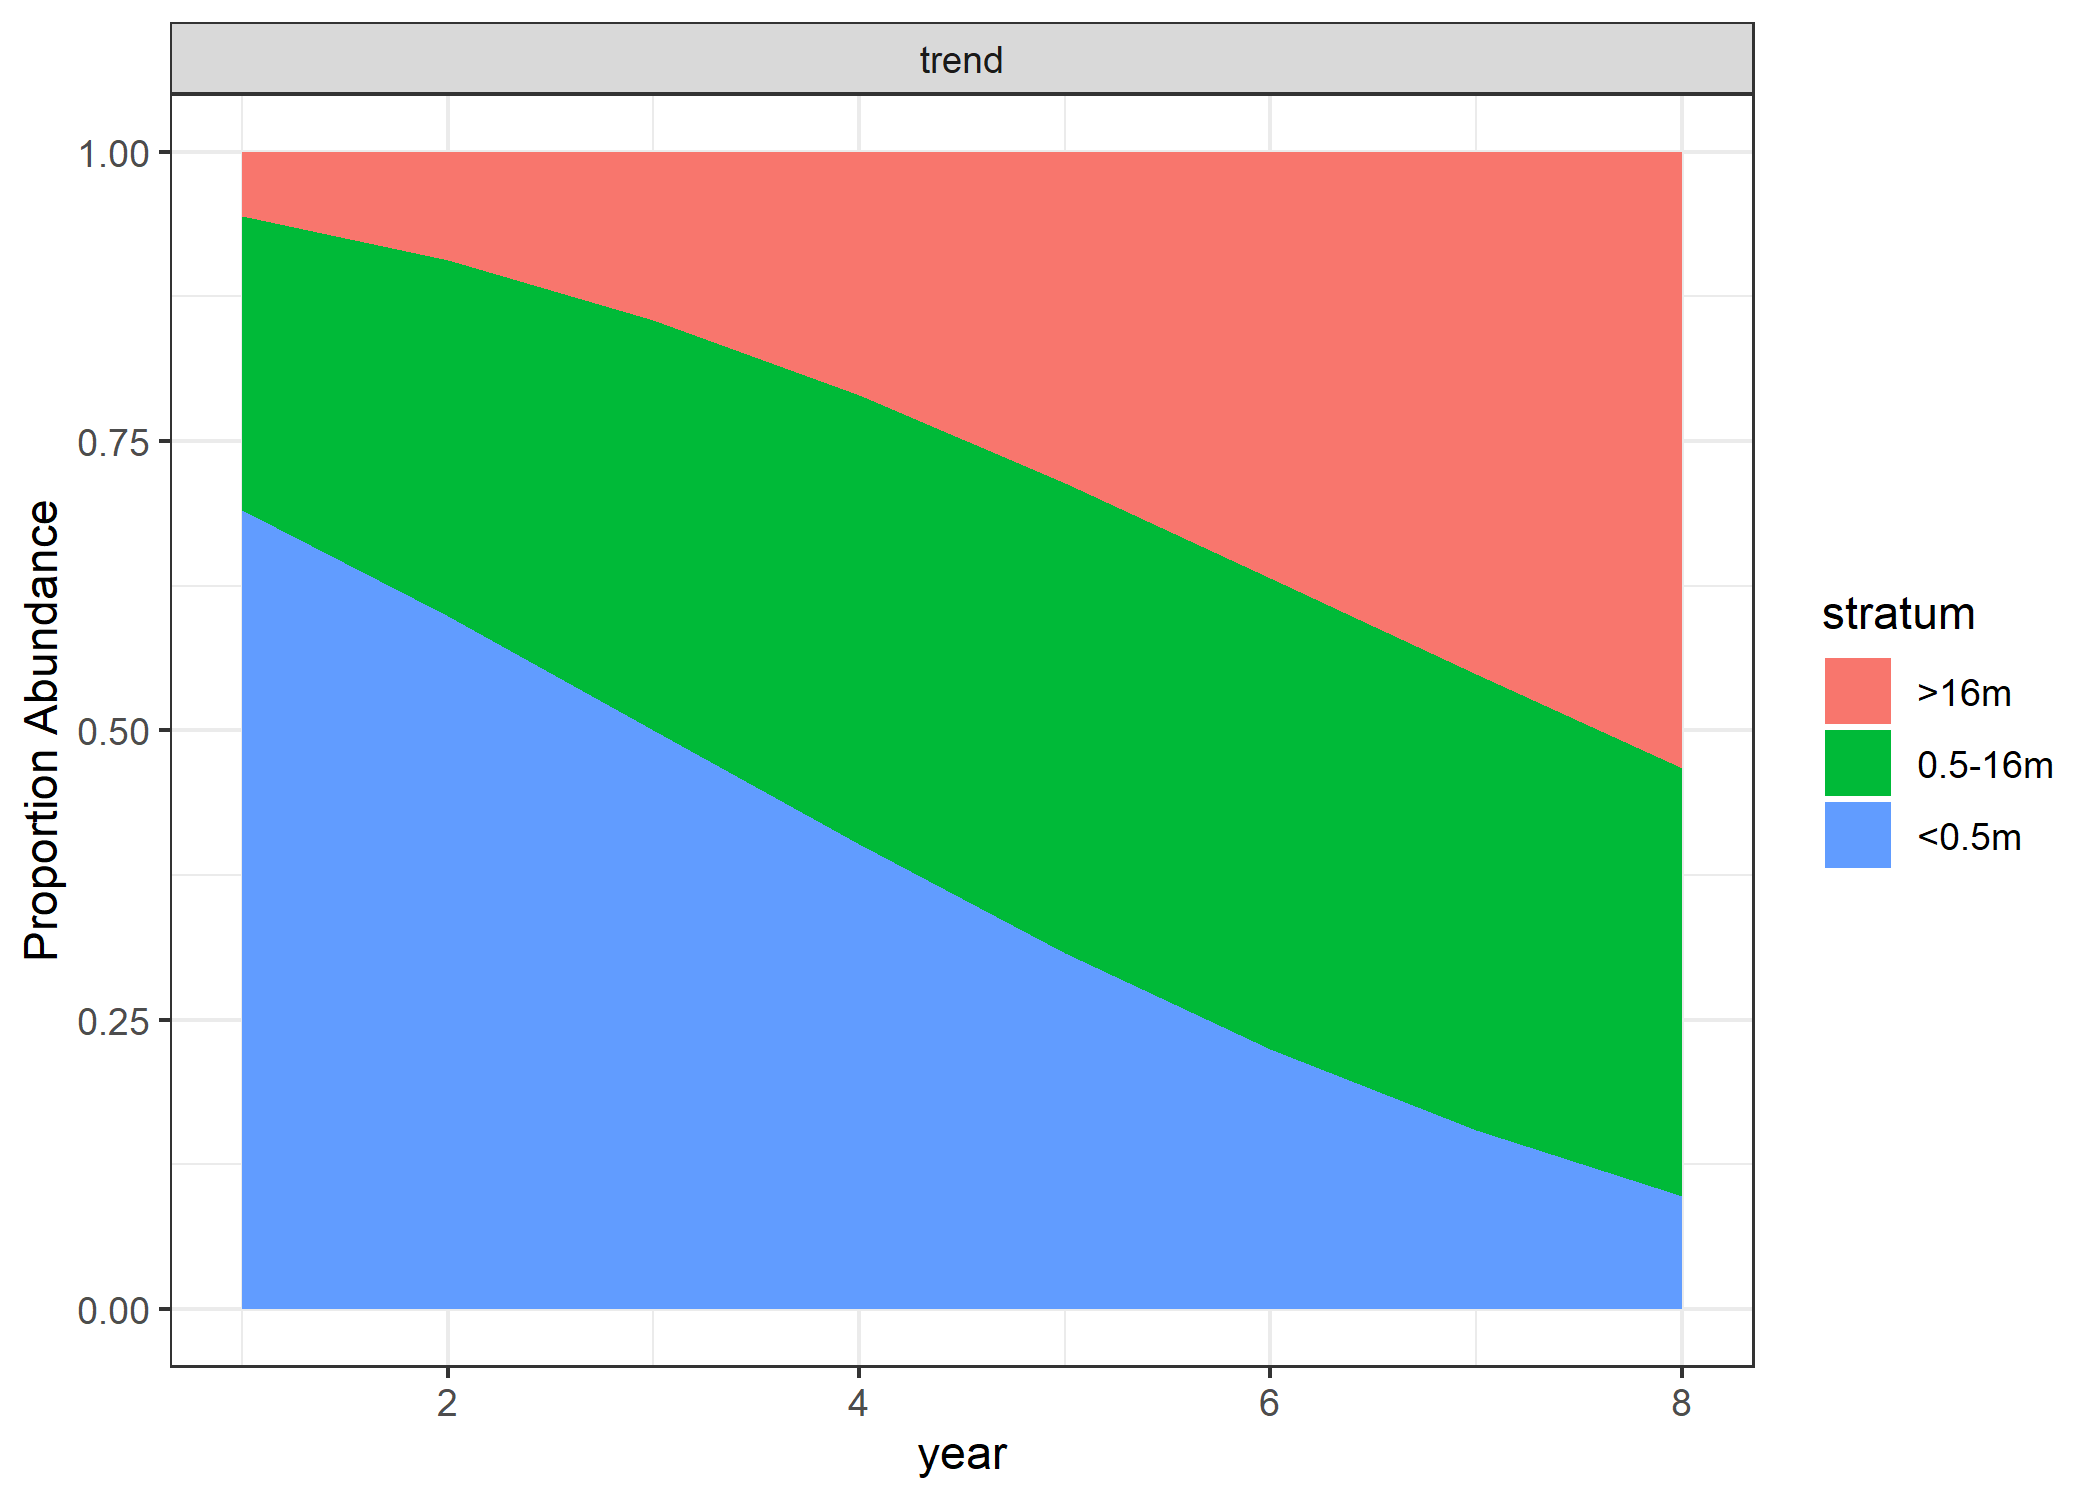 trend
1.00
0.75
0.50
0.25
0.00
Proportion Abundance
2 4 6 8
year
stratum
>16m
0.5-16m
<0.5m